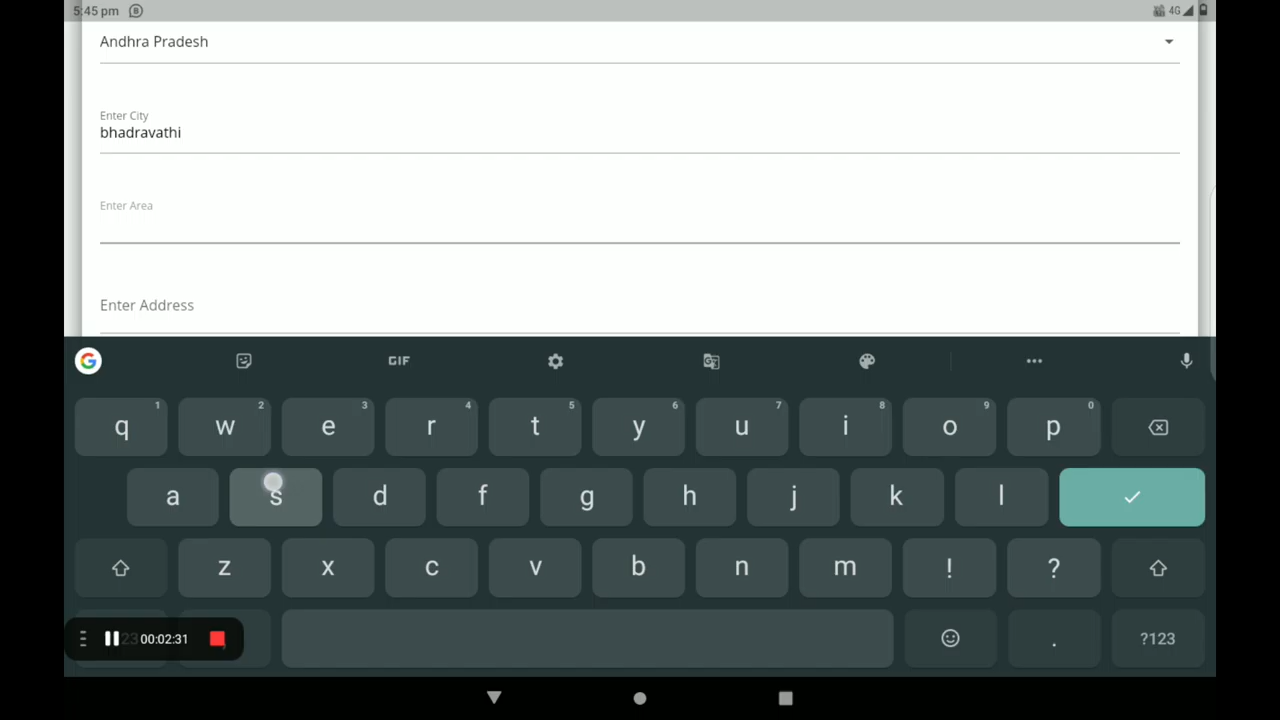 5:45 pm
4G
Andhra Pradesh
Enter City
bhadravathi
Enter Area
Enter Address
G GIF
q 1 w 2 e 3 r 4 t 5 y 6 u 7 i 8 o 9 p 0
a s d f g h j k l
z x c v b n m ! ?
00:02:31 . ?123